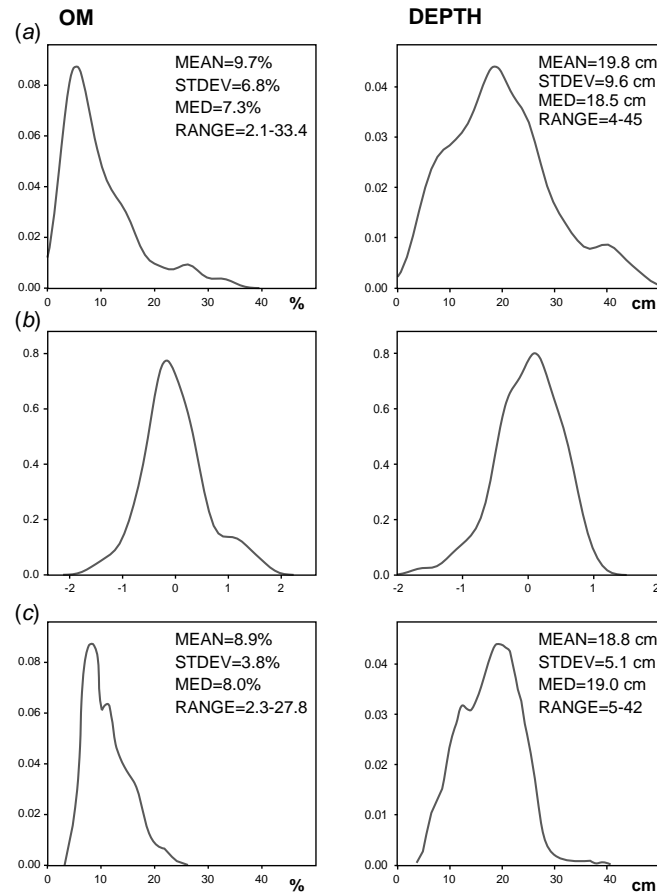 OM DEPTH
(a)
MEAN=9.7%
STDEV=6.8%
MED=7.3%
RANGE=2.1-33.4
0.08
0.06
0.04
0.02
0.00
0 10 20 30 40 %
MEAN=19.8 cm
STDEV=9.6 cm
MED=18.5 cm
RANGE=4-45
0.04
0.03
0.02
0.01
0.00
0 10 20 30 40 cm
(b)
0.8
0.6
0.4
0.2
0.0
-2 -1 0 1 2
0.8
0.6
0.4
0.2
0.0
-2 -1 0 1 2
(c)
MEAN=8.9%
STDEV=3.8%
MED=8.0%
RANGE=2.3-27.8
0.08
0.06
0.04
0.02
0.00
0 10 20 30 40 %
MEAN=18.8 cm
STDEV=5.1 cm
MED=19.0 cm
RANGE=5-42
0.04
0.03
0.02
0.01
0.00
0 10 20 30 40 cm